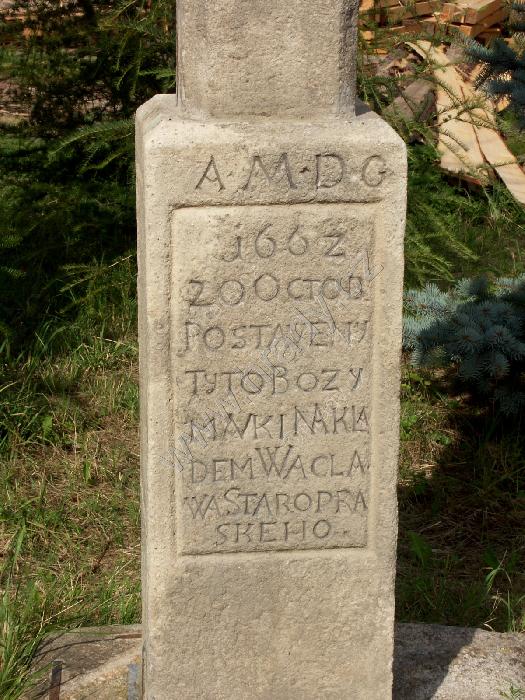 A·M·D·G
1662
20 OCTOB
POSTAVENY
TYTO BOZY
MAVKI NAKLA
DEM WACLA
WA STAROPRA
SKEHO